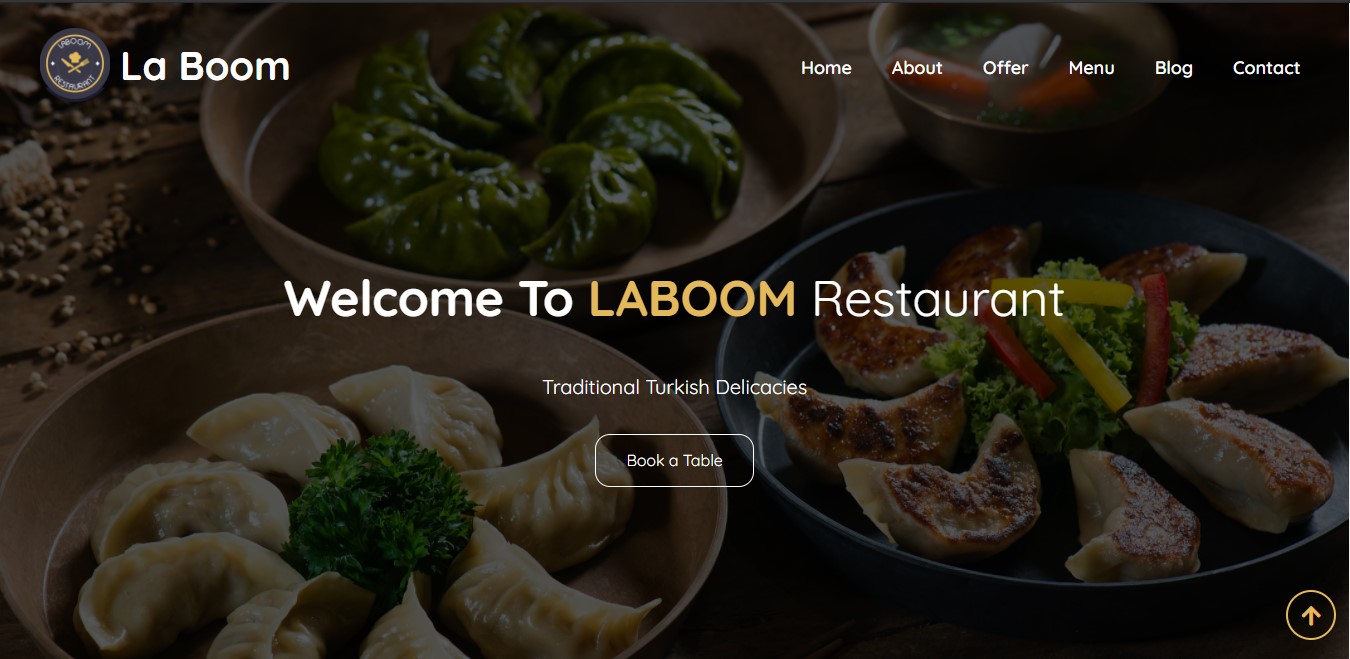 LABOOM
RESTAURANT
La Boom
Home About Offer Menu Blog Contact
Welcome To LABOOM Restaurant
Traditional Turkish Delicacies
Book a Table